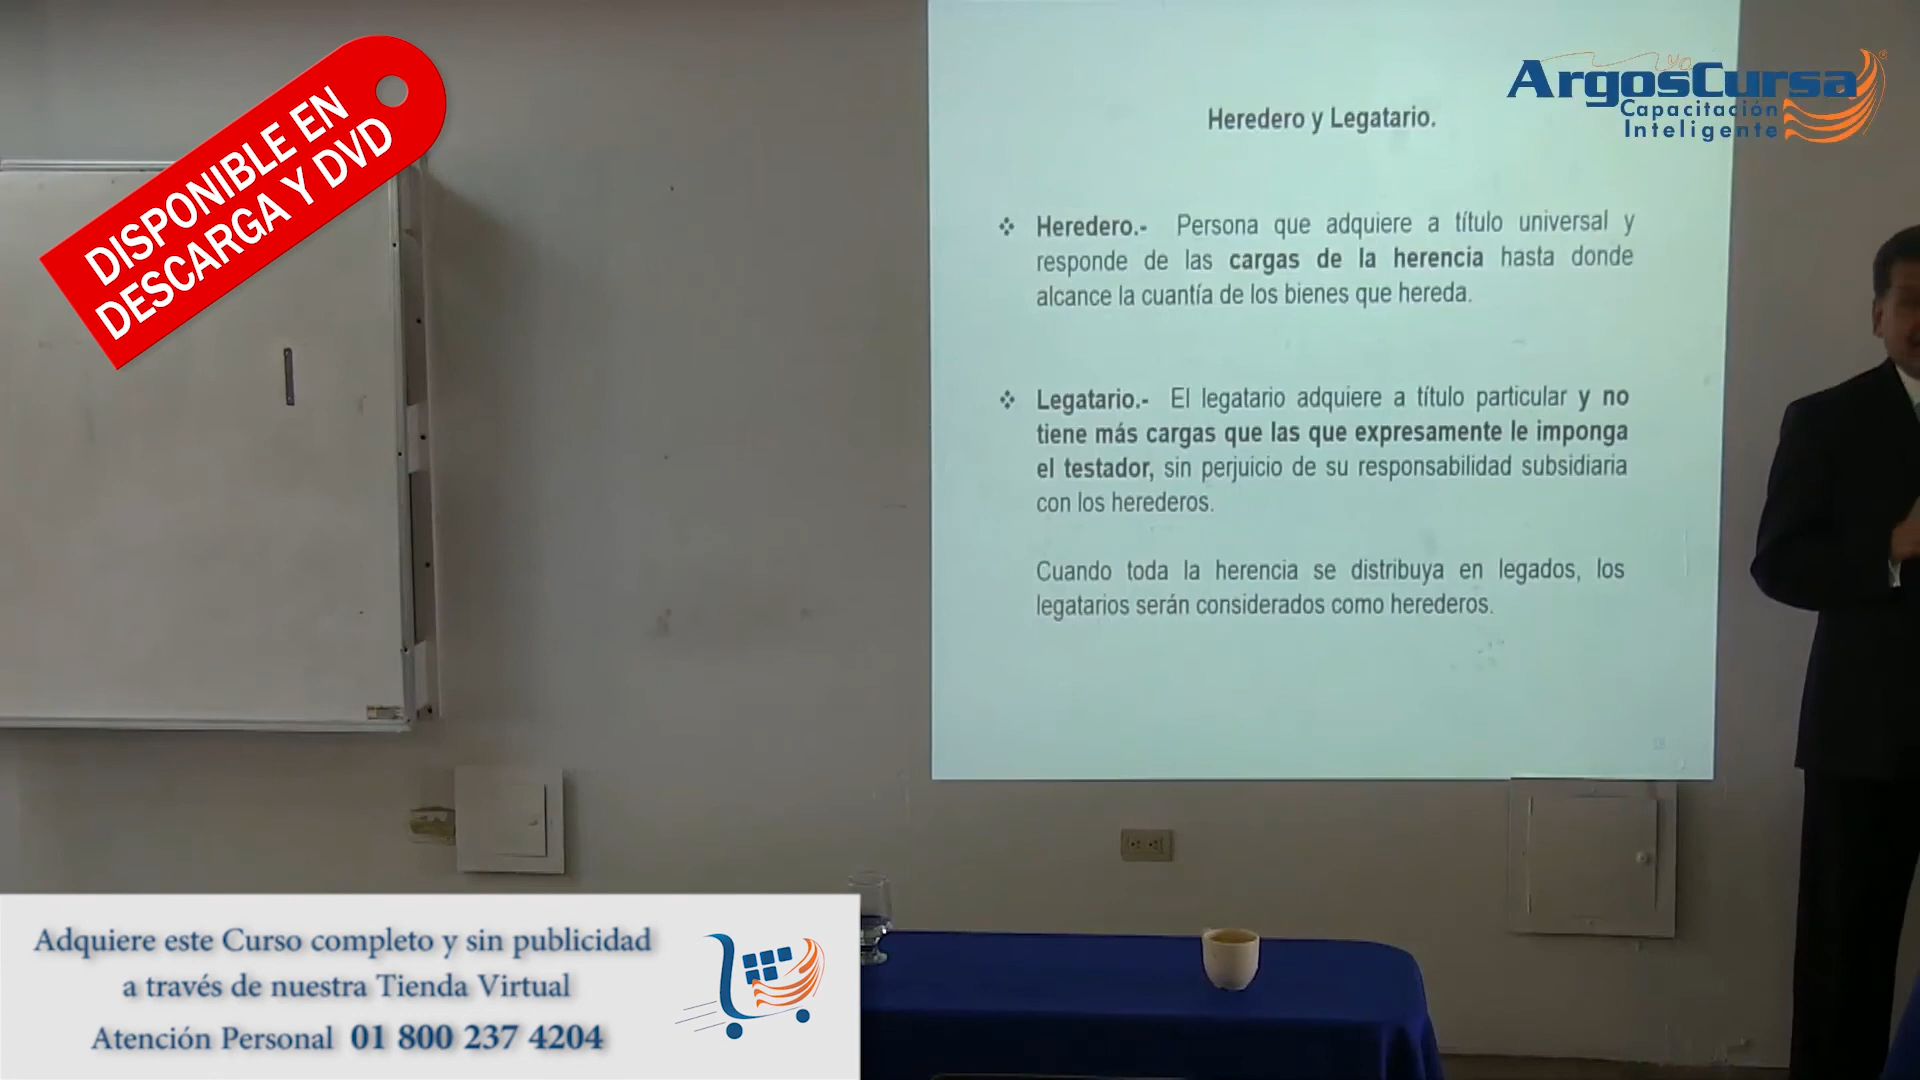 DISPONIBLE EN
DESCARGA Y DVD
ArgosCursa
Capacitación
Inteligente
Heredero y Legatario.
Heredero.- Persona que adquiere a título universal y
responde de las cargas de la herencia hasta donde
alcance la cuantía de los bienes que hereda.
Legatario.- El legatario adquiere a título particular y no
tiene más cargas que las que expresamente le imponga
el testador, sin perjuicio de su responsabilidad subsidiaria
con los herederos.
Cuando toda la herencia se distribuya en legados, los
legatarios serán considerados como herederos.
Adquiere este Curso completo y sin publicidad
a través de nuestra Tienda Virtual
Atención Personal 01 800 237 4204